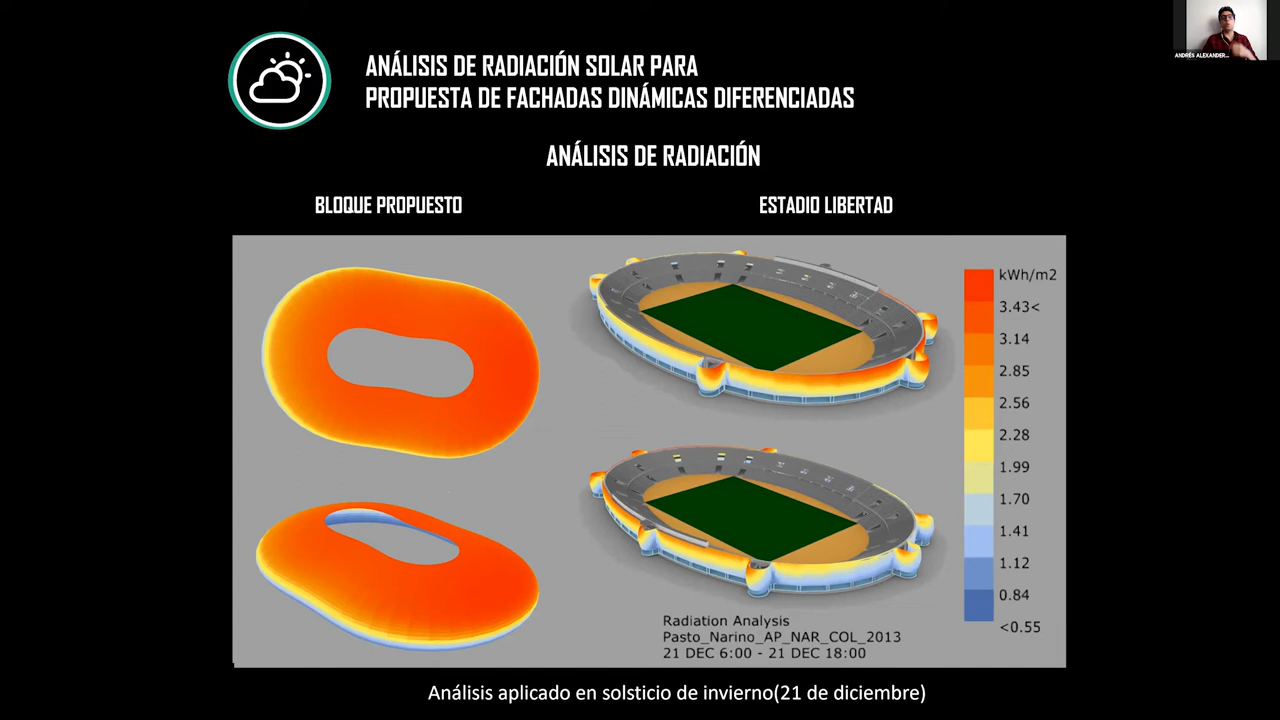 ANDRÉS ALEXANDER...
ANÁLISIS DE RADIACIÓN SOLAR PARA
PROPUESTA DE FACHADAS DINÁMICAS DIFERENCIADAS
ANÁLISIS DE RADIACIÓN
BLOQUE PROPUESTO
ESTADIO LIBERTAD
kWh/m2
3.43<
3.14
2.85
2.56
2.28
1.99
1.70
1.41
1.12
0.84
<0.55
Radiation Analysis
Pasto_Narino_AP_NAR_COL_2013
21 DEC 6:00 - 21 DEC 18:00
Análisis aplicado en solsticio de invierno(21 de diciembre)